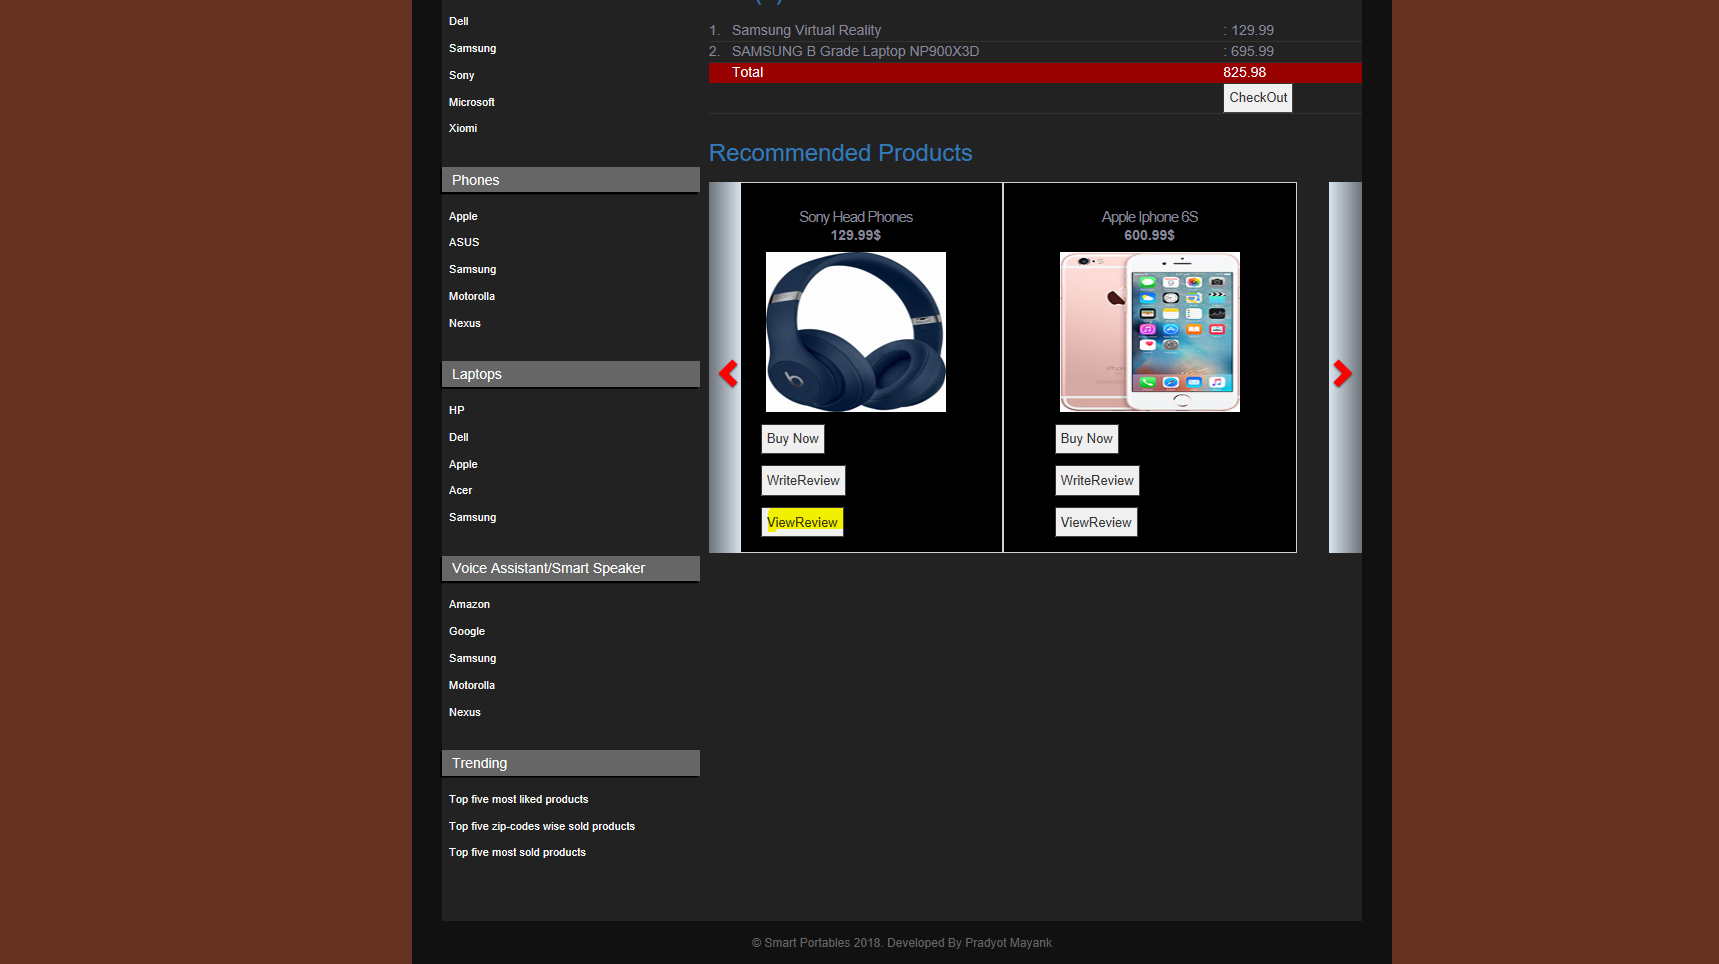 Dell
Samsung
Sony
Microsoft
Xiomi
Phones
Apple
ASUS
Samsung
Motorolla
Nexus
Laptops
HP
Dell
Apple
Acer
Samsung
Voice Assistant/Smart Speaker
Amazon
Google
Samsung
Motorolla
Nexus
Trending
Top five most liked products
Top five zip-codes wise sold products
Top five most sold products
1. Samsung Virtual Reality : 129.99
2. SAMSUNG B Grade Laptop NP900X3D : 695.99
Total 825.98
CheckOut
Recommended Products
Sony Head Phones
129.99$
Buy Now
WriteReview
ViewReview
Apple Iphone 6S
600.99$
Buy Now
WriteReview
ViewReview
© Smart Portables 2018. Developed By Pradyot Mayank